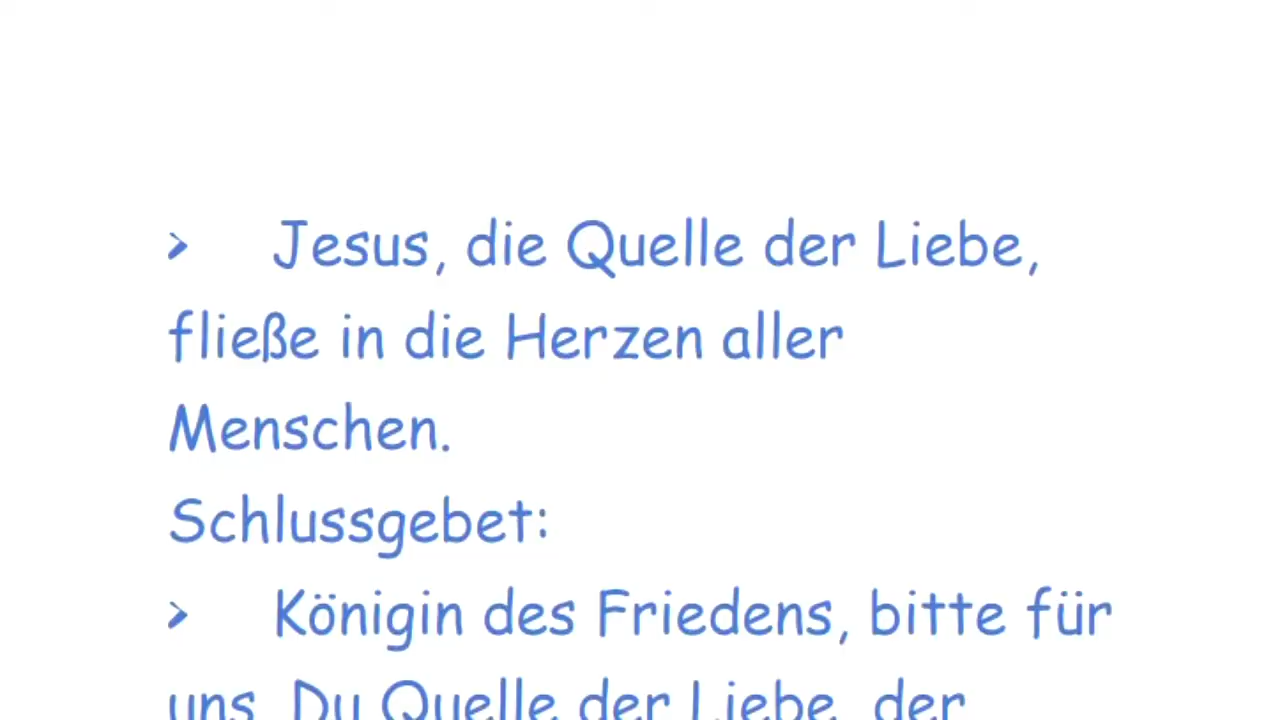 > Jesus, die Quelle der Liebe,
fließe in die Herzen aller
Menschen.
Schlussgebet:
> Königin des Friedens, bitte für
uns. Du Quelle der Liebe, der